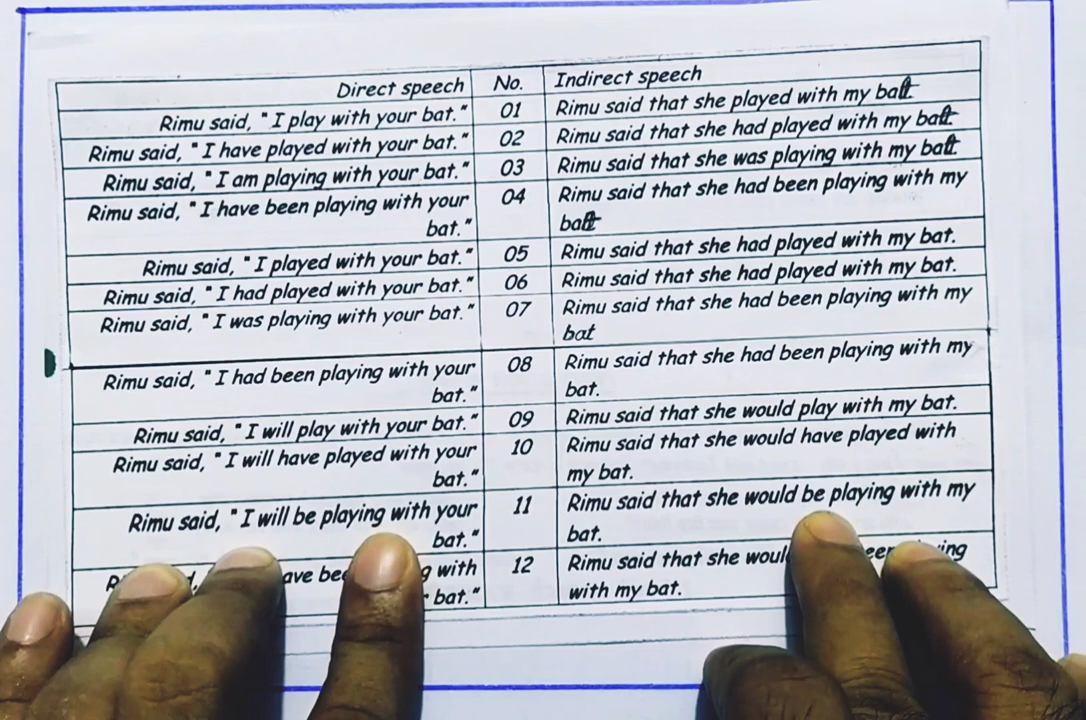 Direct speech No. Indirect speech
Rimu said, "I play with your bat." 01 Rimu said that she played with my bat.
Rimu said, "I have played with your bat." 02 Rimu said that she had played with my bat.
Rimu said, "I am playing with your bat." 03 Rimu said that she was playing with my bat.
Rimu said, "I have been playing with your 04 Rimu said that she had been playing with my
bat." bat
Rimu said, "I played with your bat." 05 Rimu said that she had played with my bat.
Rimu said, "I had played with your bat." 06 Rimu said that she had played with my bat.
Rimu said, "I was playing with your bat." 07 Rimu said that she had been playing with my
bat
Rimu said, "I had been playing with your 08 Rimu said that she had been playing with my
bat." bat.
Rimu said, "I will play with your bat." 09 Rimu said that she would play with my bat.
Rimu said, "I will have played with your 10 Rimu said that she would have played with
bat." my bat.
Rimu said, "I will be playing with your 11 Rimu said that she would be playing with my
bat." bat.
with 12 Rimu said that she
bat." with my bat.